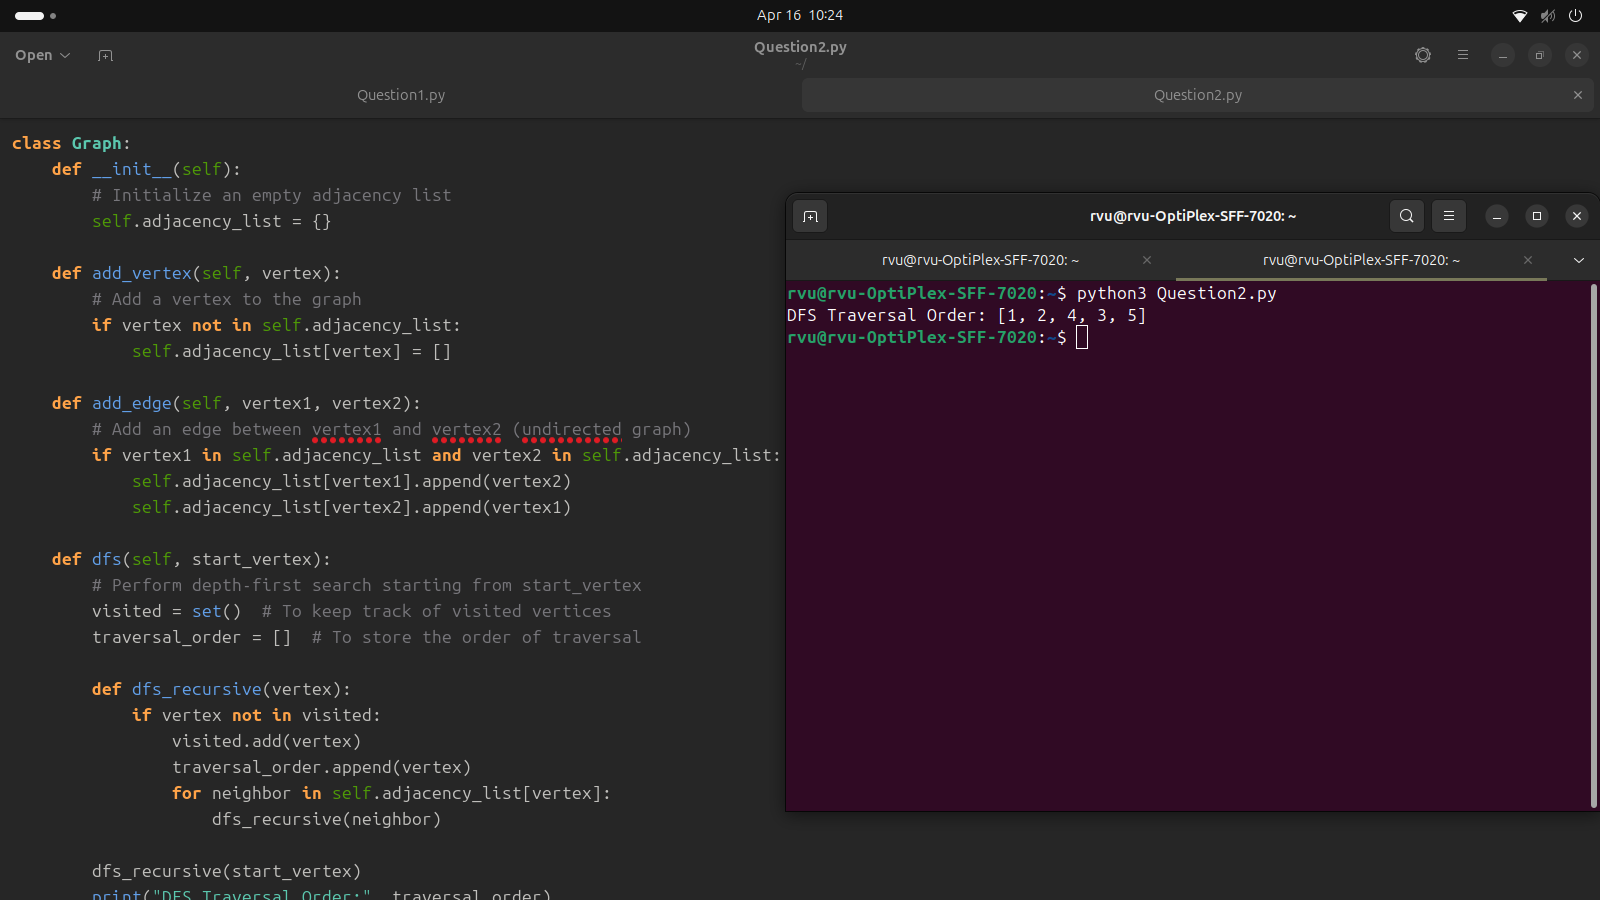 Apr 16 10:24
Open
Question2.py
~/
Question1.py
Question2.py
class Graph:
    def __init__(self):
        # Initialize an empty adjacency list
        self.adjacency_list = {}
    def add_vertex(self, vertex):
        # Add a vertex to the graph
        if vertex not in self.adjacency_list:
            self.adjacency_list[vertex] = []
    def add_edge(self, vertex1, vertex2):
        # Add an edge between vertex1 and vertex2 (undirected graph)
        if vertex1 in self.adjacency_list and vertex2 in self.adjacency_list:
            self.adjacency_list[vertex1].append(vertex2)
            self.adjacency_list[vertex2].append(vertex1)
    def dfs(self, start_vertex):
        # Perform depth-first search starting from start_vertex
        visited = set()  # To keep track of visited vertices
        traversal_order = []  # To store the order of traversal
        def dfs_recursive(vertex):
            if vertex not in visited:
                visited.add(vertex)
                traversal_order.append(vertex)
                for neighbor in self.adjacency_list[vertex]:
                    dfs_recursive(neighbor)
        dfs_recursive(start_vertex)
        print("DFS Traversal Order:", traversal_order)
rvu@rvu-OptiPlex-SFF-7020: ~
rvu@rvu-OptiPlex-SFF-7020: ~
rvu@rvu-OptiPlex-SFF-7020: ~
rvu@rvu-OptiPlex-SFF-7020:~$ python3 Question2.py
DFS Traversal Order: [1, 2, 4, 3, 5]
rvu@rvu-OptiPlex-SFF-7020:~$